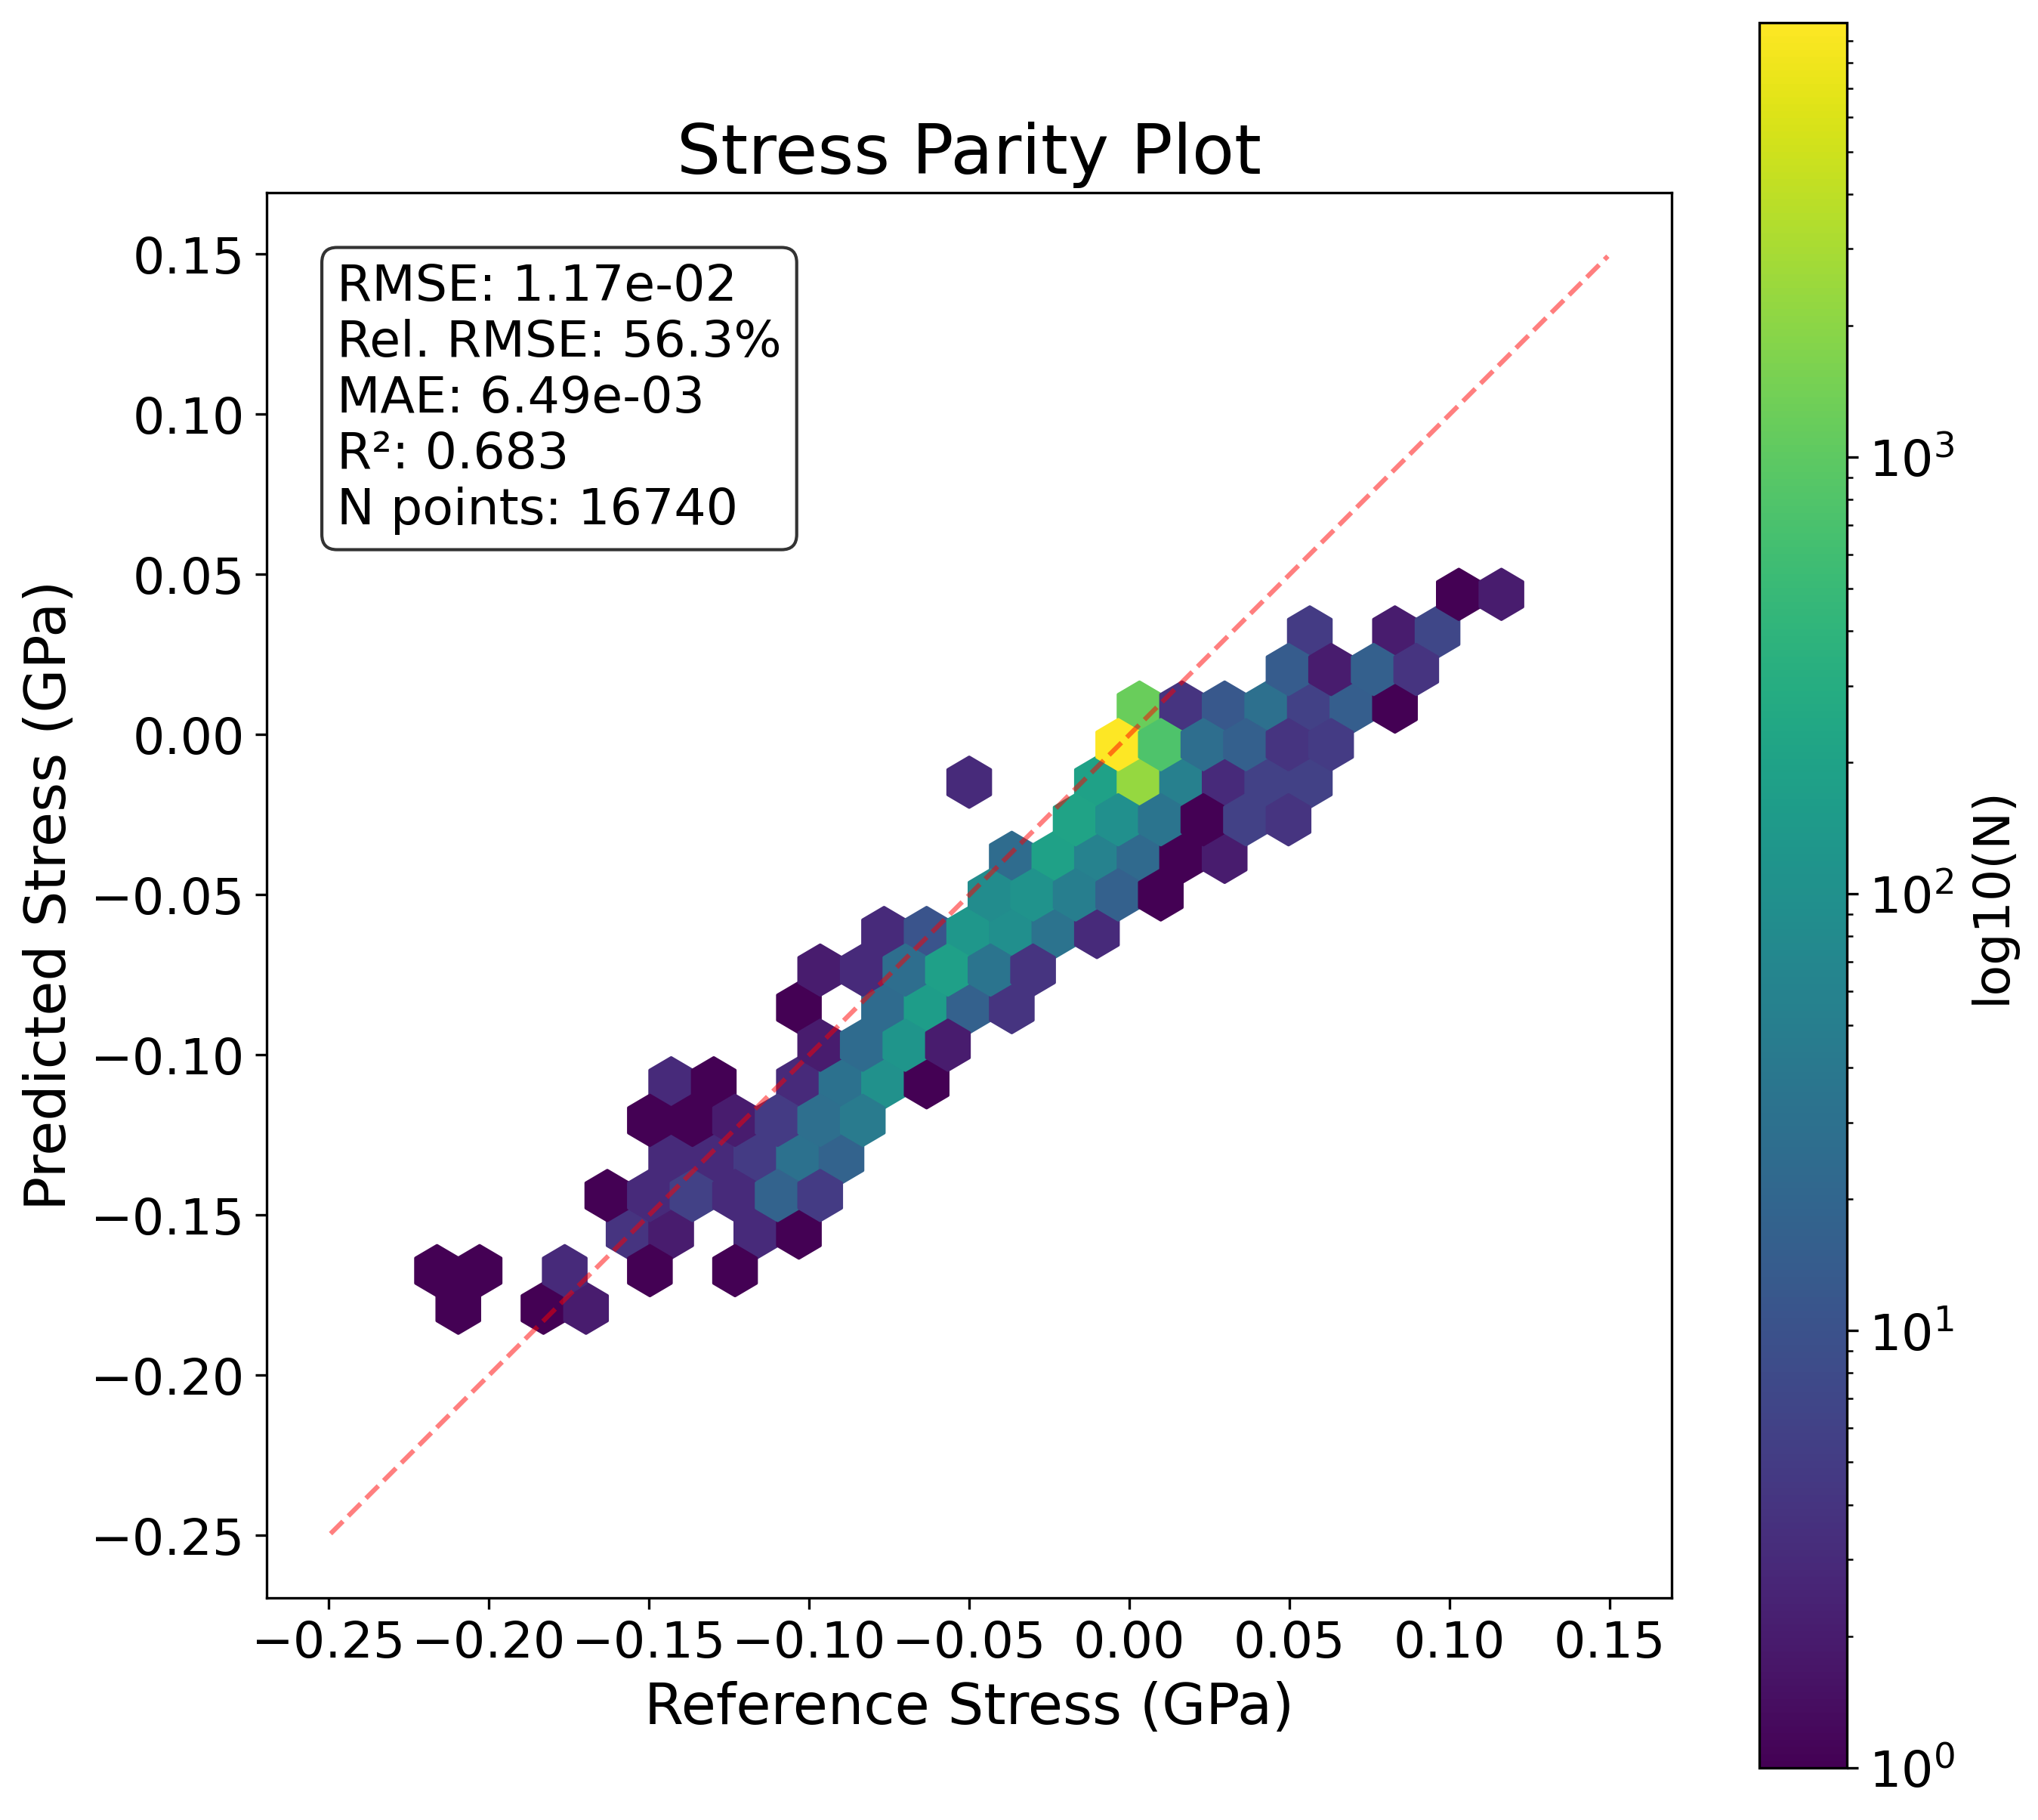 Stress Parity Plot
RMSE: 1.17e-02
Rel. RMSE: 56.3%
MAE: 6.49e-03
R²: 0.683
N points: 16740
Predicted Stress (GPa)
0.15
0.10
0.05
0.00
−0.05
−0.10
−0.15
−0.20
−0.25
−0.25 −0.20 −0.15 −0.10 −0.05 0.00 0.05 0.10 0.15
Reference Stress (GPa)
10³
10²
10¹
10⁰
log10(N)